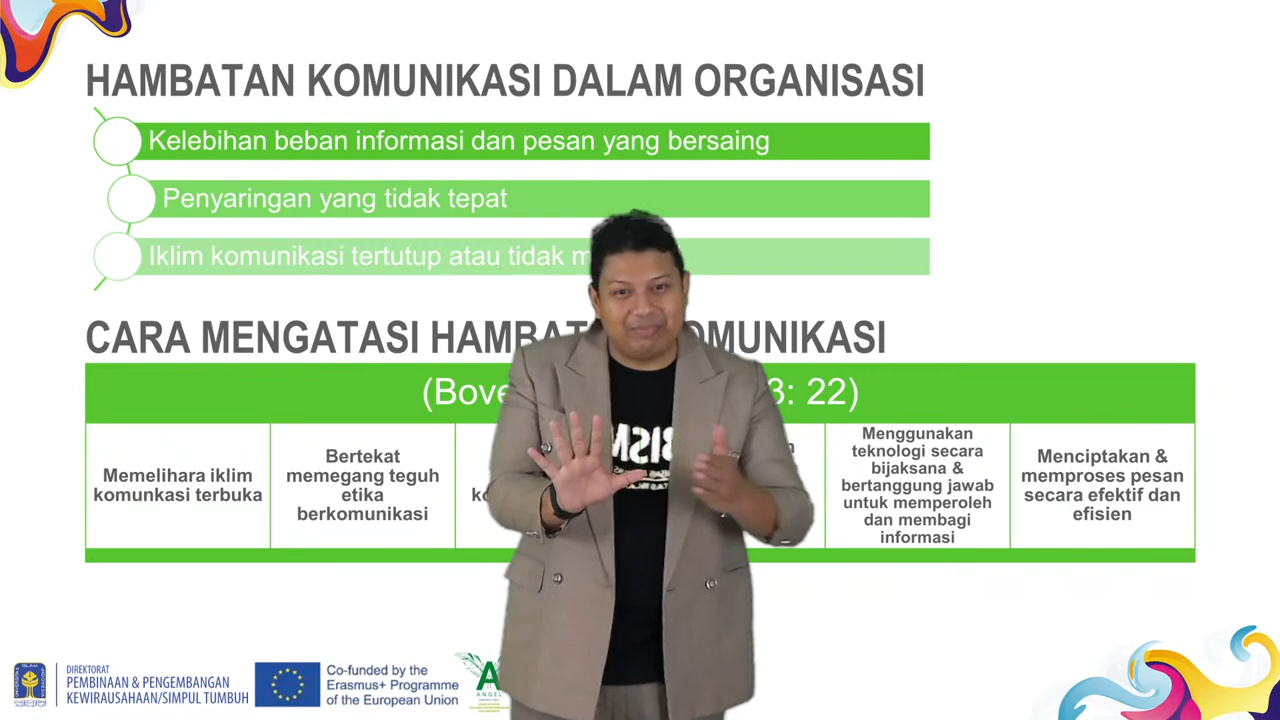 HAMBATAN KOMUNIKASI DALAM ORGANISASI
Kelebihan beban informasi dan pesan yang bersaing
Penyaringan yang tidak tepat
Iklim komunikasi tertutup atau tidak
CARA MENGATASI KOMUNIKASI
3: 22)
Memelihara iklim
komunkasi terbuka
Bertekat
memegang teguh
etika
berkomunikasi
Menggunakan
teknologi secara
bijaksana &
bertanggung jawab
untuk memperoleh
dan membagi
informasi
Menciptakan &
memproses pesan
secara efektif dan
efisien
DIREKTORAT
PEMBINAAN & PENGEMBANGAN
KEWIRAUSAHAAN/SIMPUL TUMBUH
Co-funded by the
Erasmus+ Programme
of the European Union
ANGEL